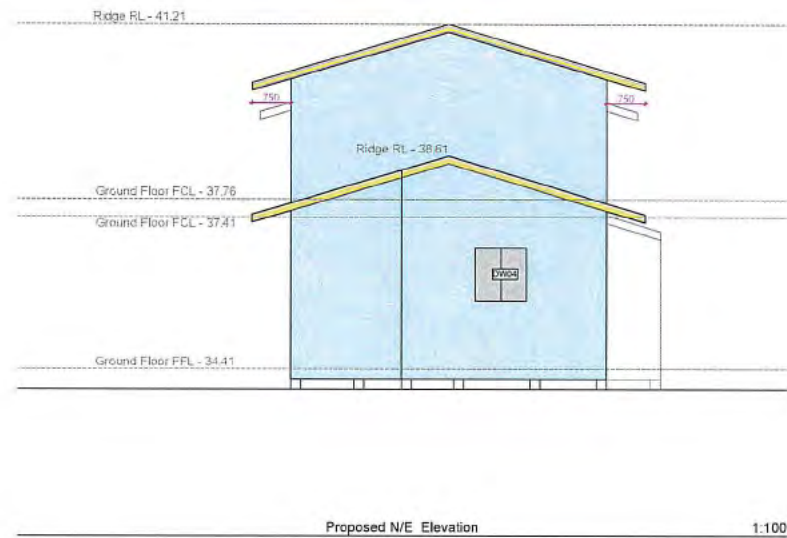 Ridge RL - 41.21
750
750
Ridge RL - 38.61
Ground Floor FCL - 37.76
Ground Floor FCL - 37.41
DW04
Ground Floor FFL - 34.41
Proposed N/E Elevation 1:100